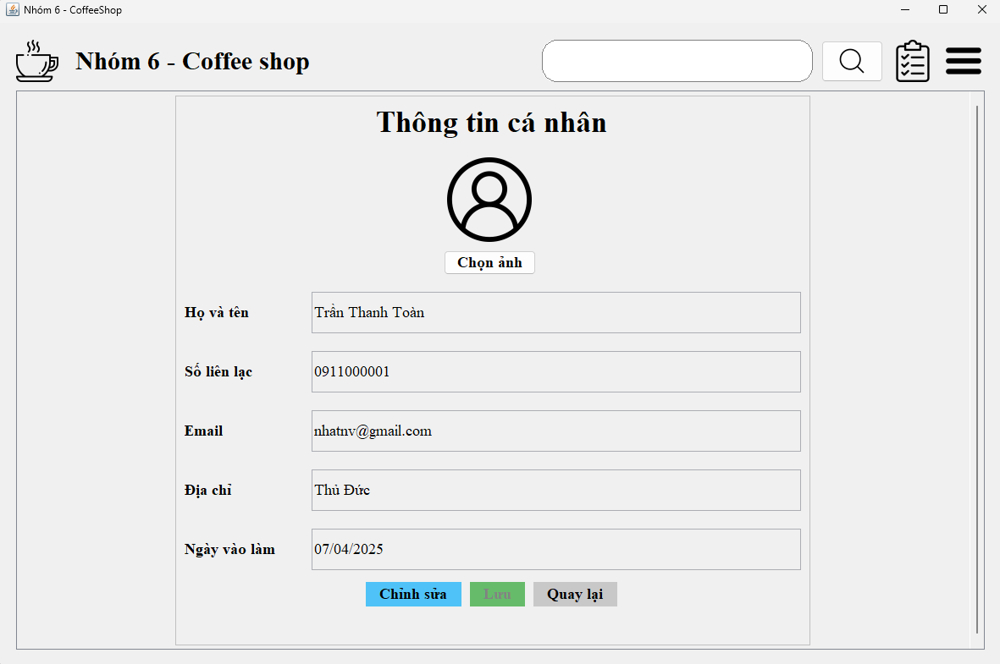 Nhóm 6 - CoffeeShop
Nhóm 6 - Coffee shop
Thông tin cá nhân
Chọn ảnh
Họ và tên Trần Thanh Toàn
Số liên lạc 0911000001
Email nhatnv@gmail.com
Địa chỉ Thủ Đức
Ngày vào làm 07/04/2025
Chỉnh sửa Lưu Quay lại